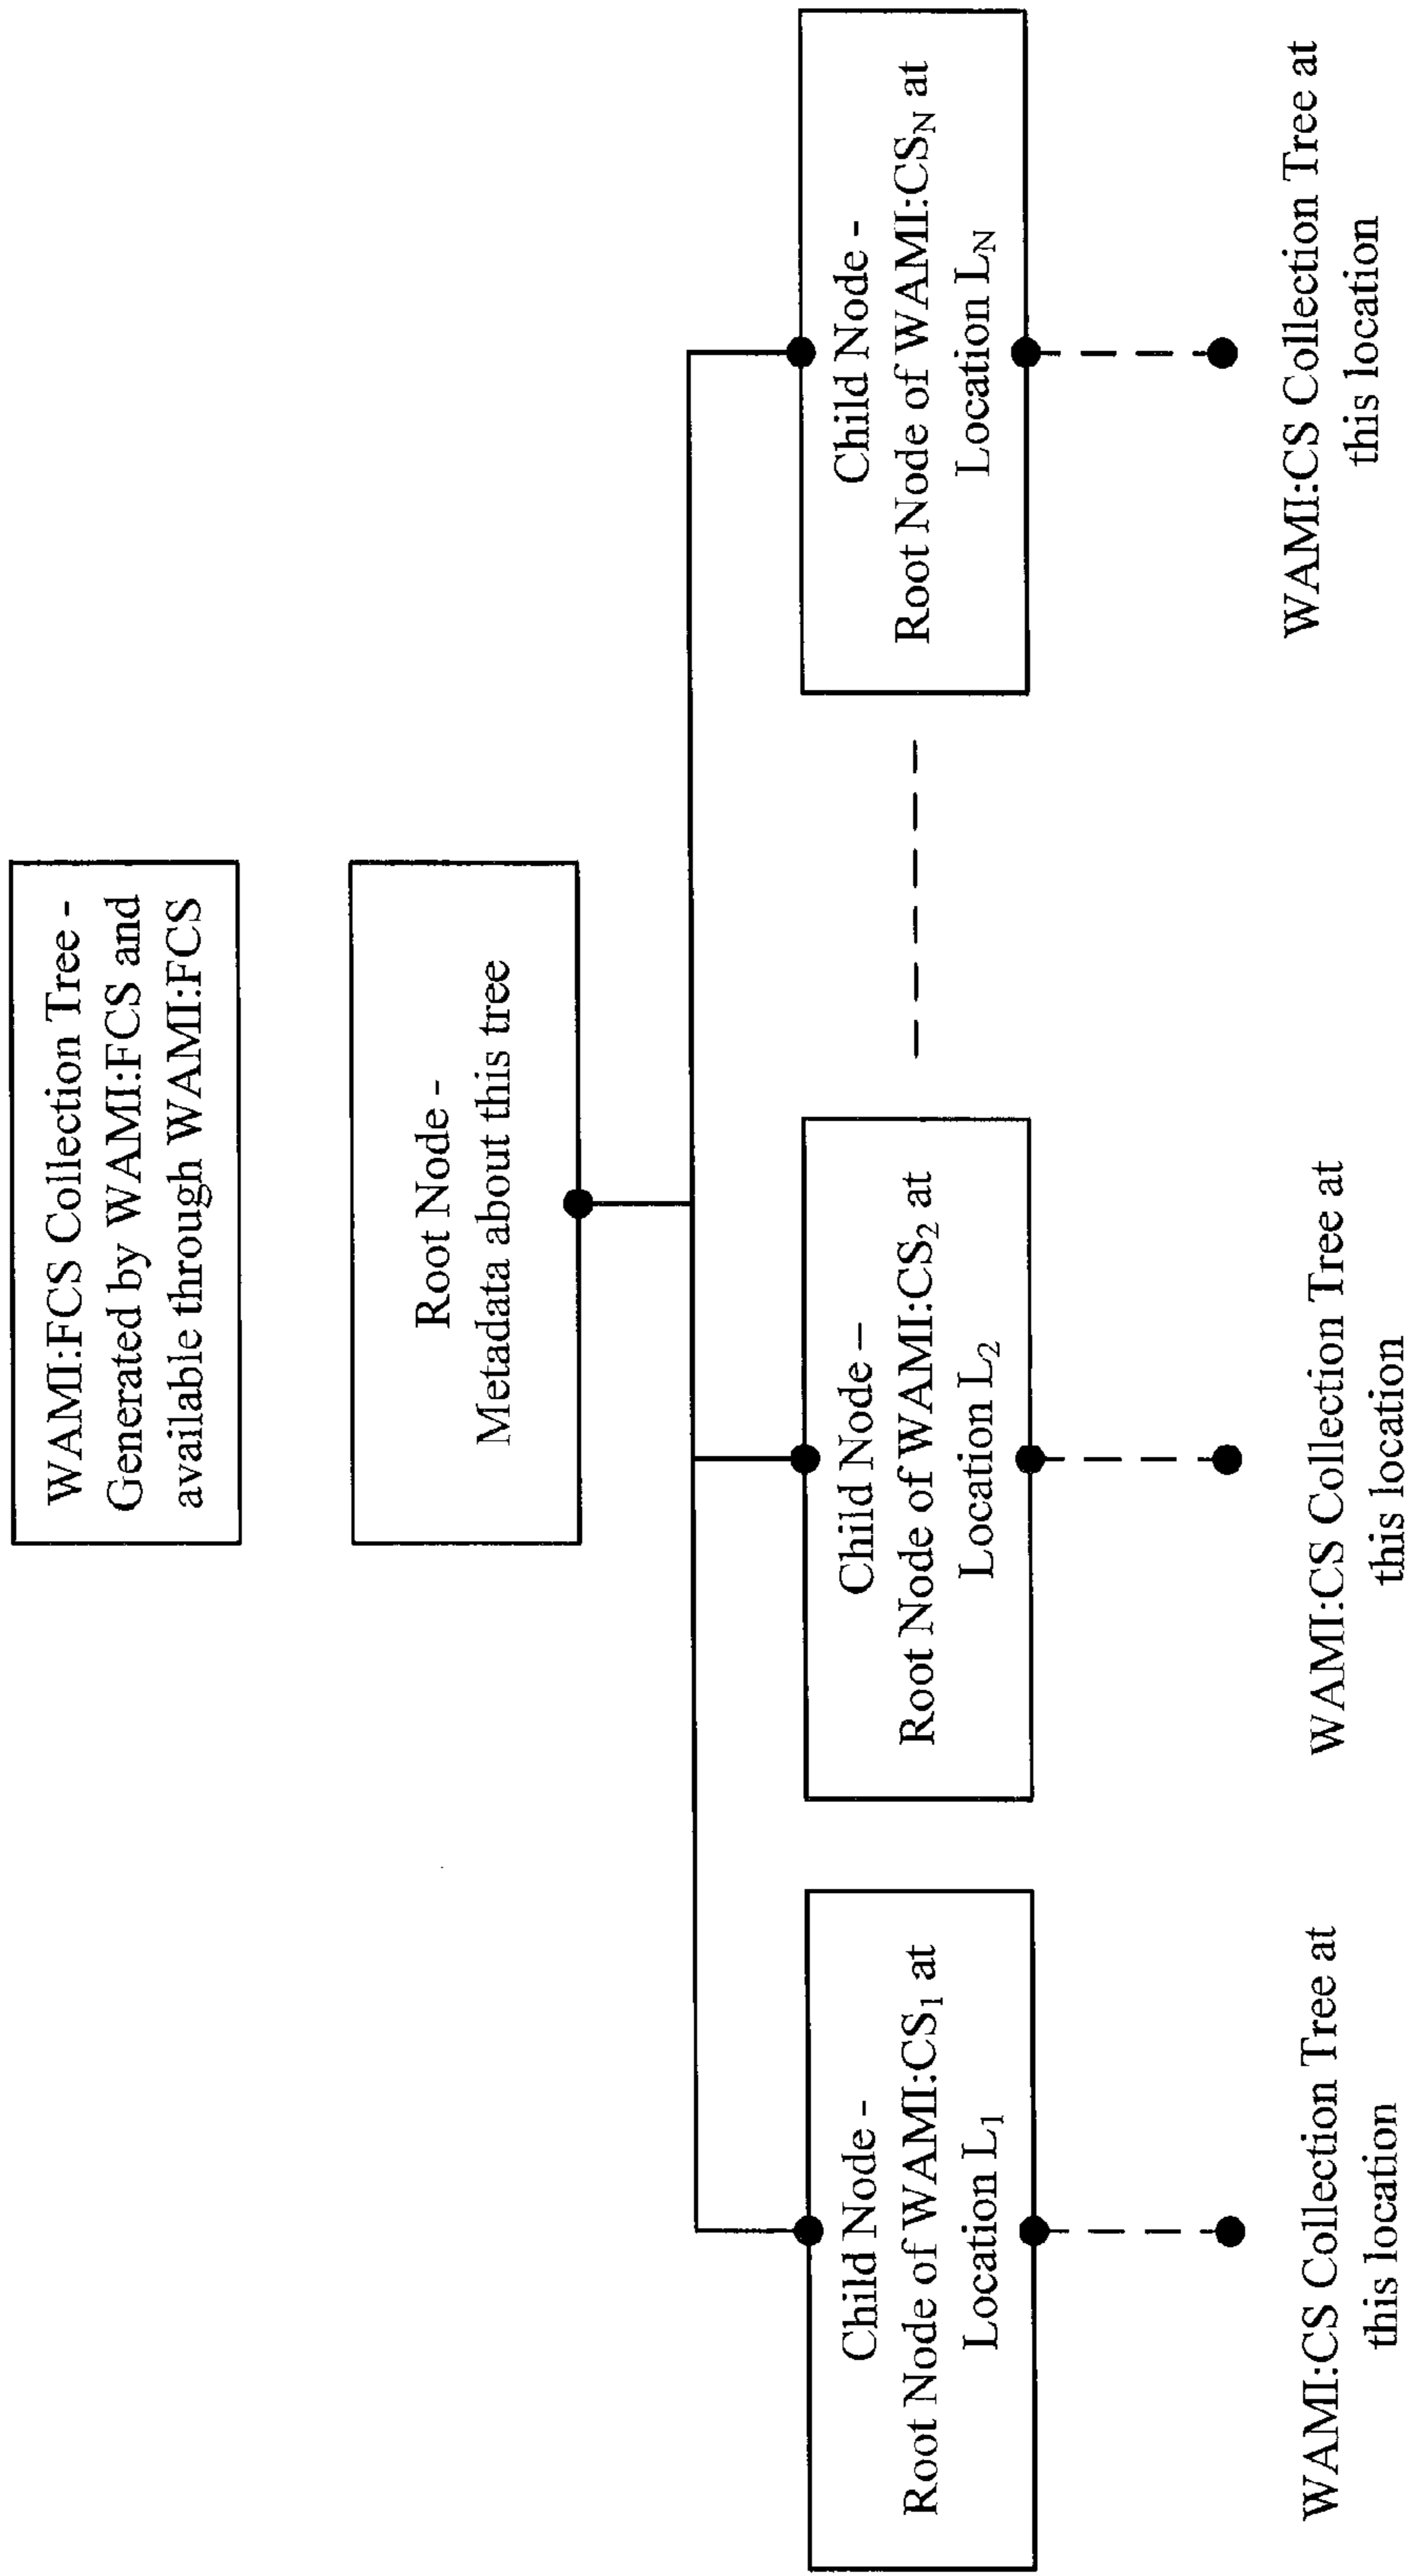 WAMI:FCS Collection Tree -
Generated by WAMI:FCS and
available through WAMI:FCS
Root Node -
Metadata about this tree
Child Node -
Root Node of WAMI:CS₁ at
Location L₁
Child Node –
Root Node of WAMI:CS₂ at
Location L₂
Child Node -
Root Node of WAMI:CS_N at
Location L_N
WAMI:CS Collection Tree at
this location
WAMI:CS Collection Tree at
this location
WAMI:CS Collection Tree at
this location